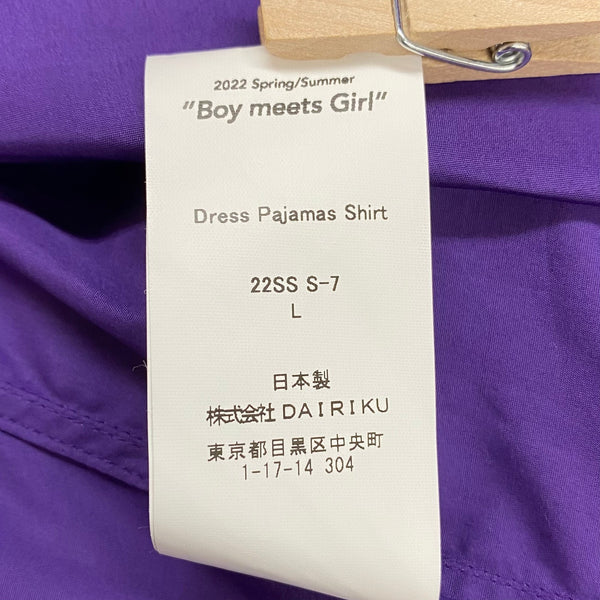 2022 Spring/Summer
"Boy meets Girl"
Dress Pajamas Shirt
22SS S-7
L
日本製
株式会社 DAIRIKU
東京都目黒区中央町
1-17-14 304